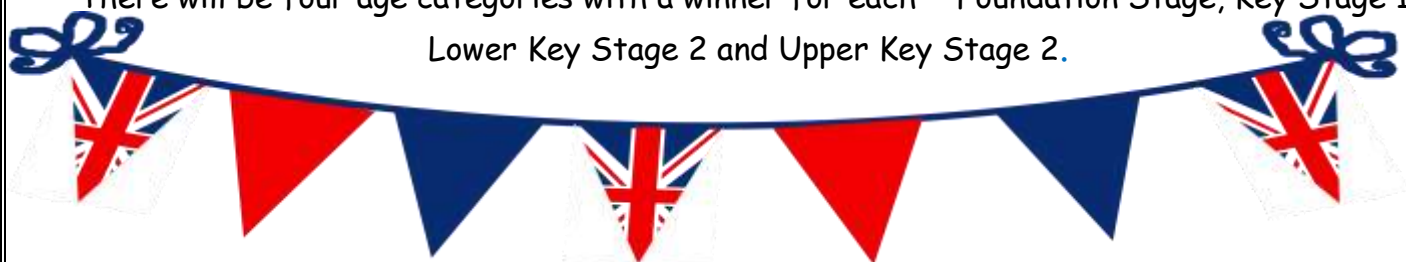 There will be four age categories with a winner for each – Foundation Stage, Key Stage 1
Lower Key Stage 2 and Upper Key Stage 2.